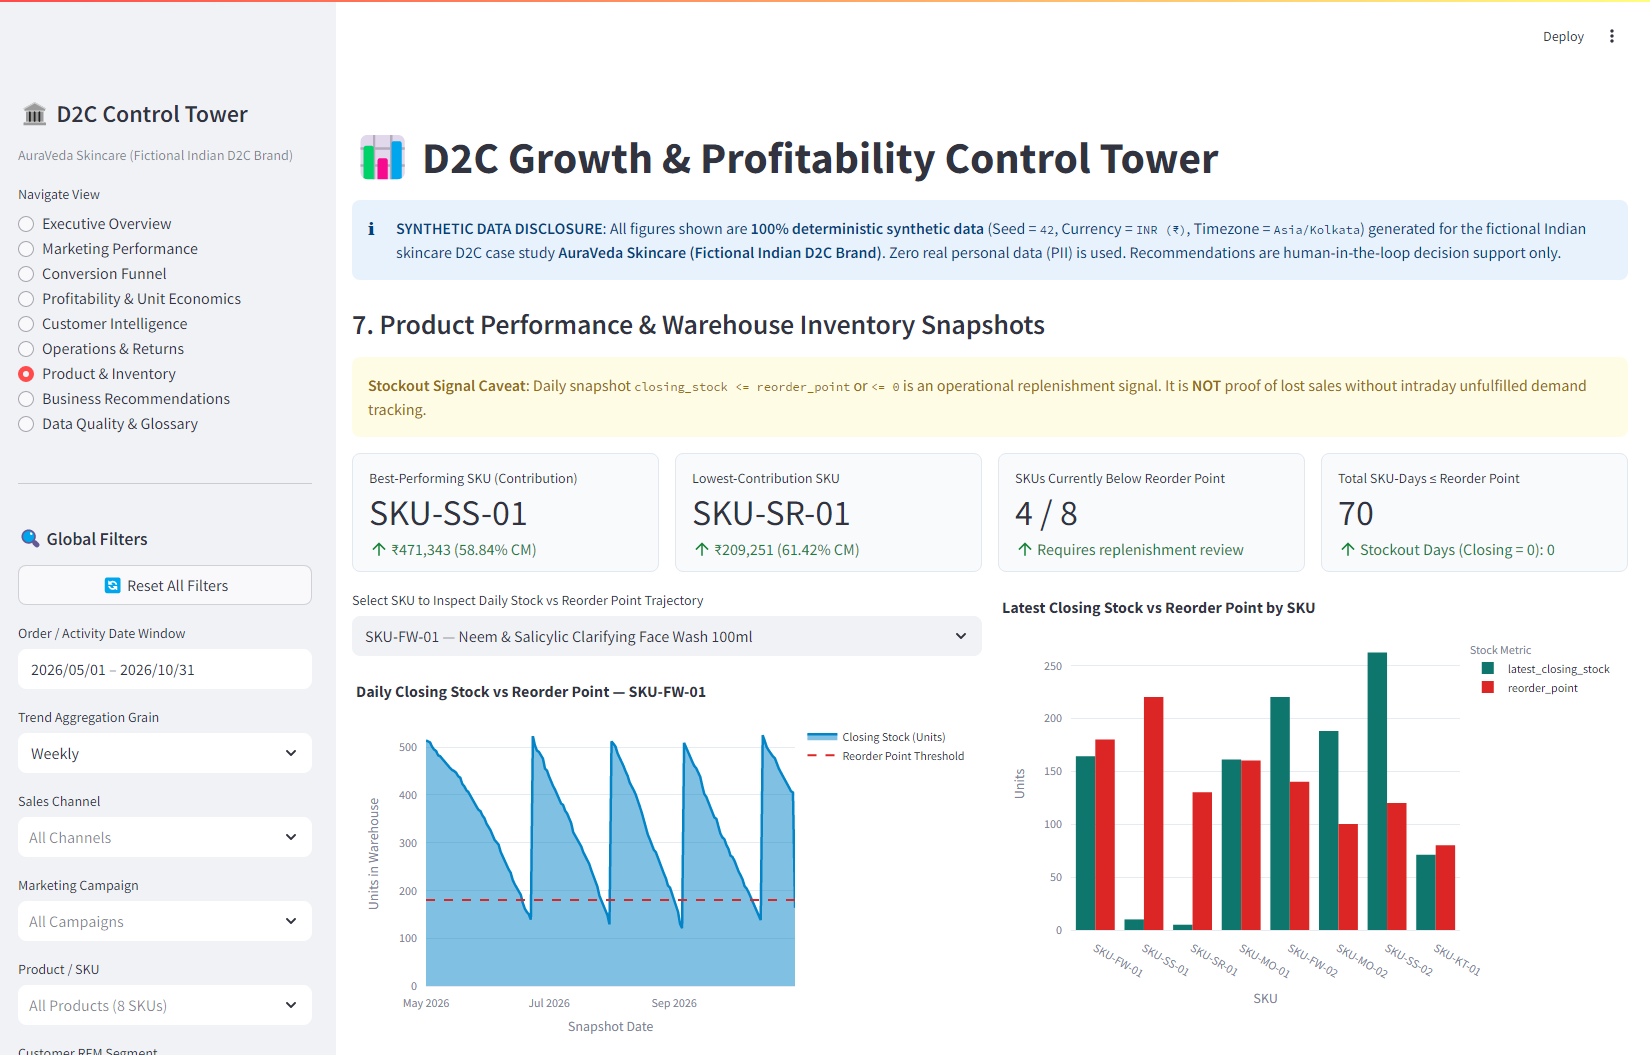 Deploy
D2C Control Tower
AuraVeda Skincare (Fictional Indian D2C Brand)
Navigate View
Executive Overview
Marketing Performance
Conversion Funnel
Profitability & Unit Economics
Customer Intelligence
Operations & Returns
Product & Inventory
Business Recommendations
Data Quality & Glossary
Global Filters
Reset All Filters
Order / Activity Date Window
2026/05/01 – 2026/10/31
Trend Aggregation Grain
Weekly
Sales Channel
All Channels
Marketing Campaign
All Campaigns
Product / SKU
All Products (8 SKUs)
Customer RFM Segment
D2C Growth & Profitability Control Tower
SYNTHETIC DATA DISCLOSURE: All figures shown are 100% deterministic synthetic data (Seed = 42, Currency = INR (₹), Timezone = Asia/Kolkata) generated for the fictional Indian
skincare D2C case study AuraVeda Skincare (Fictional Indian D2C Brand). Zero real personal data (PII) is used. Recommendations are human-in-the-loop decision support only.
7. Product Performance & Warehouse Inventory Snapshots
Stockout Signal Caveat: Daily snapshot closing_stock <= reorder_point or <= 0 is an operational replenishment signal. It is NOT proof of lost sales without intraday unfulfilled demand
tracking.
Best-Performing SKU (Contribution)
SKU-SS-01
↑ ₹471,343 (58.84% CM)
Lowest-Contribution SKU
SKU-SR-01
↑ ₹209,251 (61.42% CM)
SKUs Currently Below Reorder Point
4 / 8
↑ Requires replenishment review
Total SKU-Days ≤ Reorder Point
70
↑ Stockout Days (Closing = 0): 0
Select SKU to Inspect Daily Stock vs Reorder Point Trajectory
SKU-FW-01 — Neem & Salicylic Clarifying Face Wash 100ml
Daily Closing Stock vs Reorder Point — SKU-FW-01
Closing Stock (Units)
Reorder Point Threshold
Units in Warehouse
500
400
300
200
100
0
May 2026
Jul 2026
Sep 2026
Snapshot Date
Latest Closing Stock vs Reorder Point by SKU
Stock Metric
latest_closing_stock
reorder_point
Units
250
200
150
100
50
0
SKU-FW-01
SKU-SS-01
SKU-SR-01
SKU-MO-01
SKU-FW-02
SKU-MO-02
SKU-SS-02
SKU-KT-01
SKU